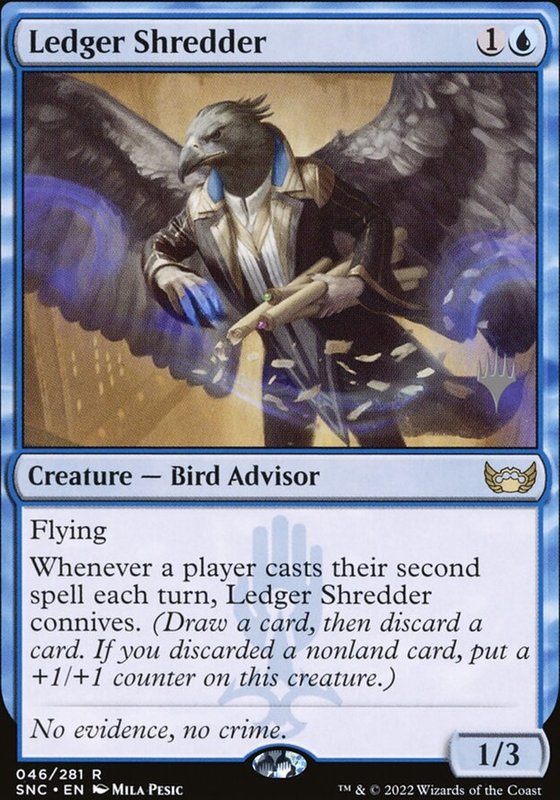 Ledger Shredder 1
Creature — Bird Advisor
Flying
Whenever a player casts their second
spell each turn, Ledger Shredder
connives. (Draw a card, then discard a
card. If you discarded a nonland card, put a
+1/+1 counter on this creature.)
No evidence, no crime.
1/3
046/281 R
SNC • EN Mila Pesic
™ & © 2022 Wizards of the Coast